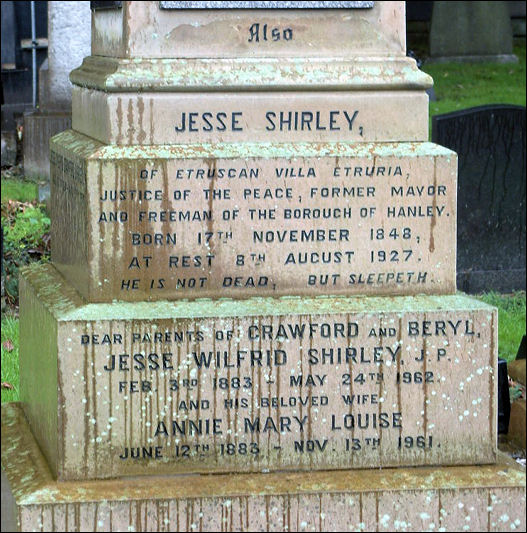 Also
JESSE SHIRLEY,
OF ETRUSCAN VILLA ETRURIA,
JUSTICE OF THE PEACE, FORMER MAYOR
AND FREEMAN OF THE BOROUGH OF HANLEY.
BORN 17TH NOVEMBER 1848,
AT REST 8TH AUGUST 1927.
HE IS NOT DEAD, BUT SLEEPETH.
DEAR PARENTS OF CRAWFORD AND BERYL,
JESSE WILFRID SHIRLEY, J.P.
FEB. 3RD 1883 - MAY 24TH 1962.
AND HIS BELOVED WIFE
ANNIE MARY LOUISE
JUNE 12TH 1883 - NOV. 13TH 1961.